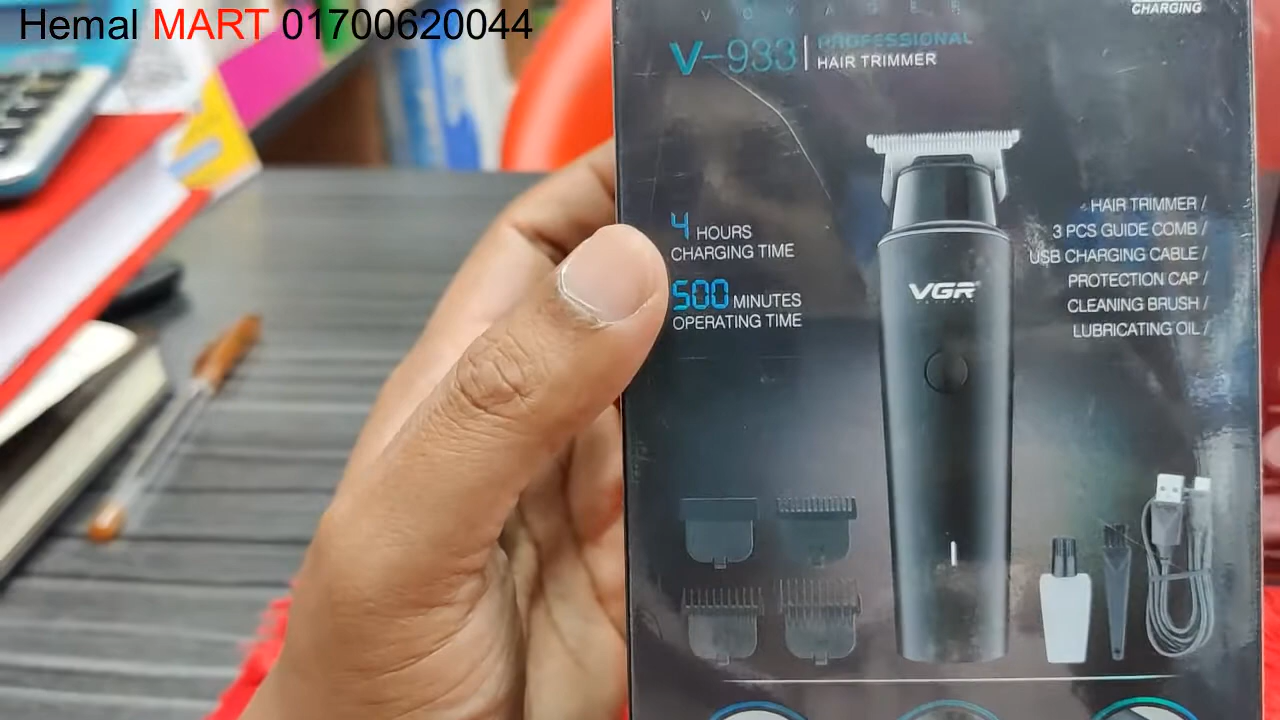 Hemal MART 01700620044
VOYAGER
CHARGING
V-933 PROFESSIONAL
HAIR TRIMMER
4 HOURS
CHARGING TIME
500 MINUTES
OPERATING TIME
HAIR TRIMMER /
3 PCS GUIDE COMB /
USB CHARGING CABLE /
PROTECTION CAP /
CLEANING BRUSH /
LUBRICATING OIL /
VGR